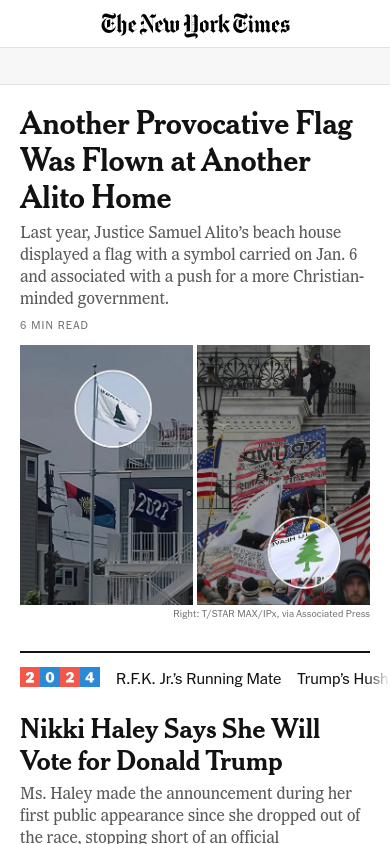 The New York Times
Another Provocative Flag
Was Flown at Another
Alito Home
Last year, Justice Samuel Alito’s beach house
displayed a flag with a symbol carried on Jan. 6
and associated with a push for a more Christian-
minded government.
6 MIN READ
2022
TRUMP
Right: T/STAR MAX/IPx, via Associated Press
2024
R.F.K. Jr.’s Running Mate
Trump’s Hush
Nikki Haley Says She Will
Vote for Donald Trump
Ms. Haley made the announcement during her
first public appearance since she dropped out of
the race, stopping short of an official